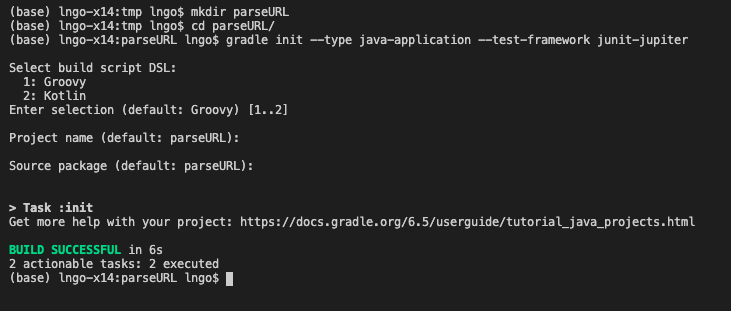 (base) lngo-x14:tmp lngo$ mkdir parseURL
(base) lngo-x14:tmp lngo$ cd parseURL/
(base) lngo-x14:parseURL lngo$ gradle init --type java-application --test-framework junit-jupiter
Select build script DSL:
1: Groovy
2: Kotlin
Enter selection (default: Groovy) [1..2]
Project name (default: parseURL):
Source package (default: parseURL):
> Task :init
Get more help with your project: https://docs.gradle.org/6.5/userguide/tutorial_java_projects.html
BUILD SUCCESSFUL in 6s
2 actionable tasks: 2 executed
(base) lngo-x14:parseURL lngo$